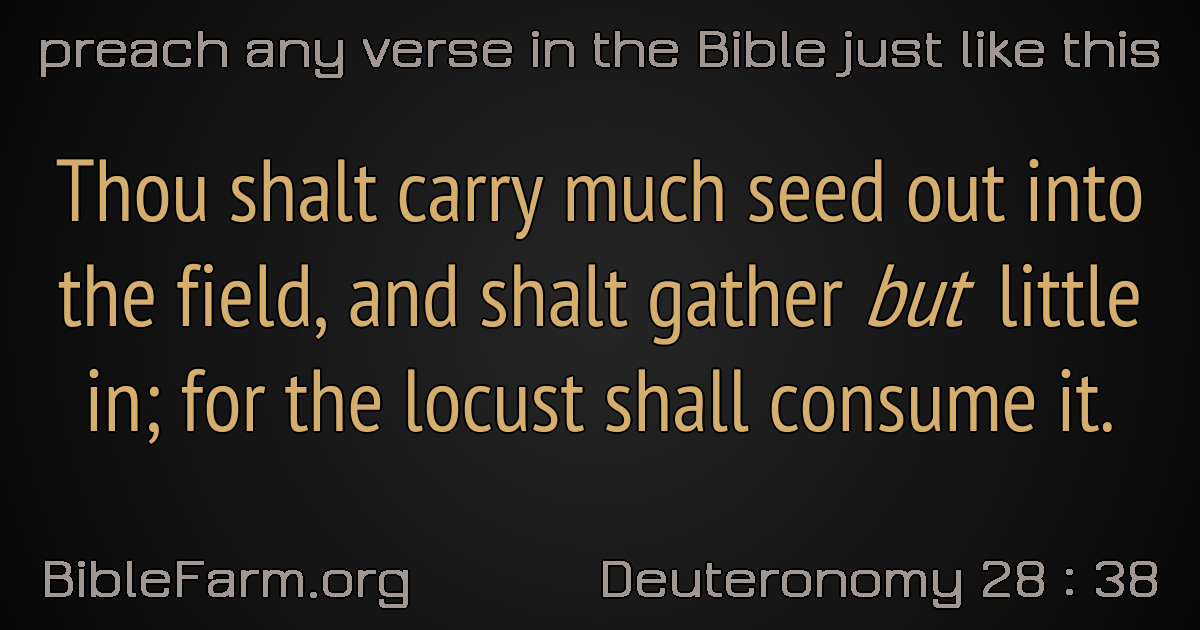 preach any verse in the Bible just like this
Thou shalt carry much seed out into
the field, and shalt gather but little
in; for the locust shall consume it.
BibleFarm.org
Deuteronomy 28 : 38